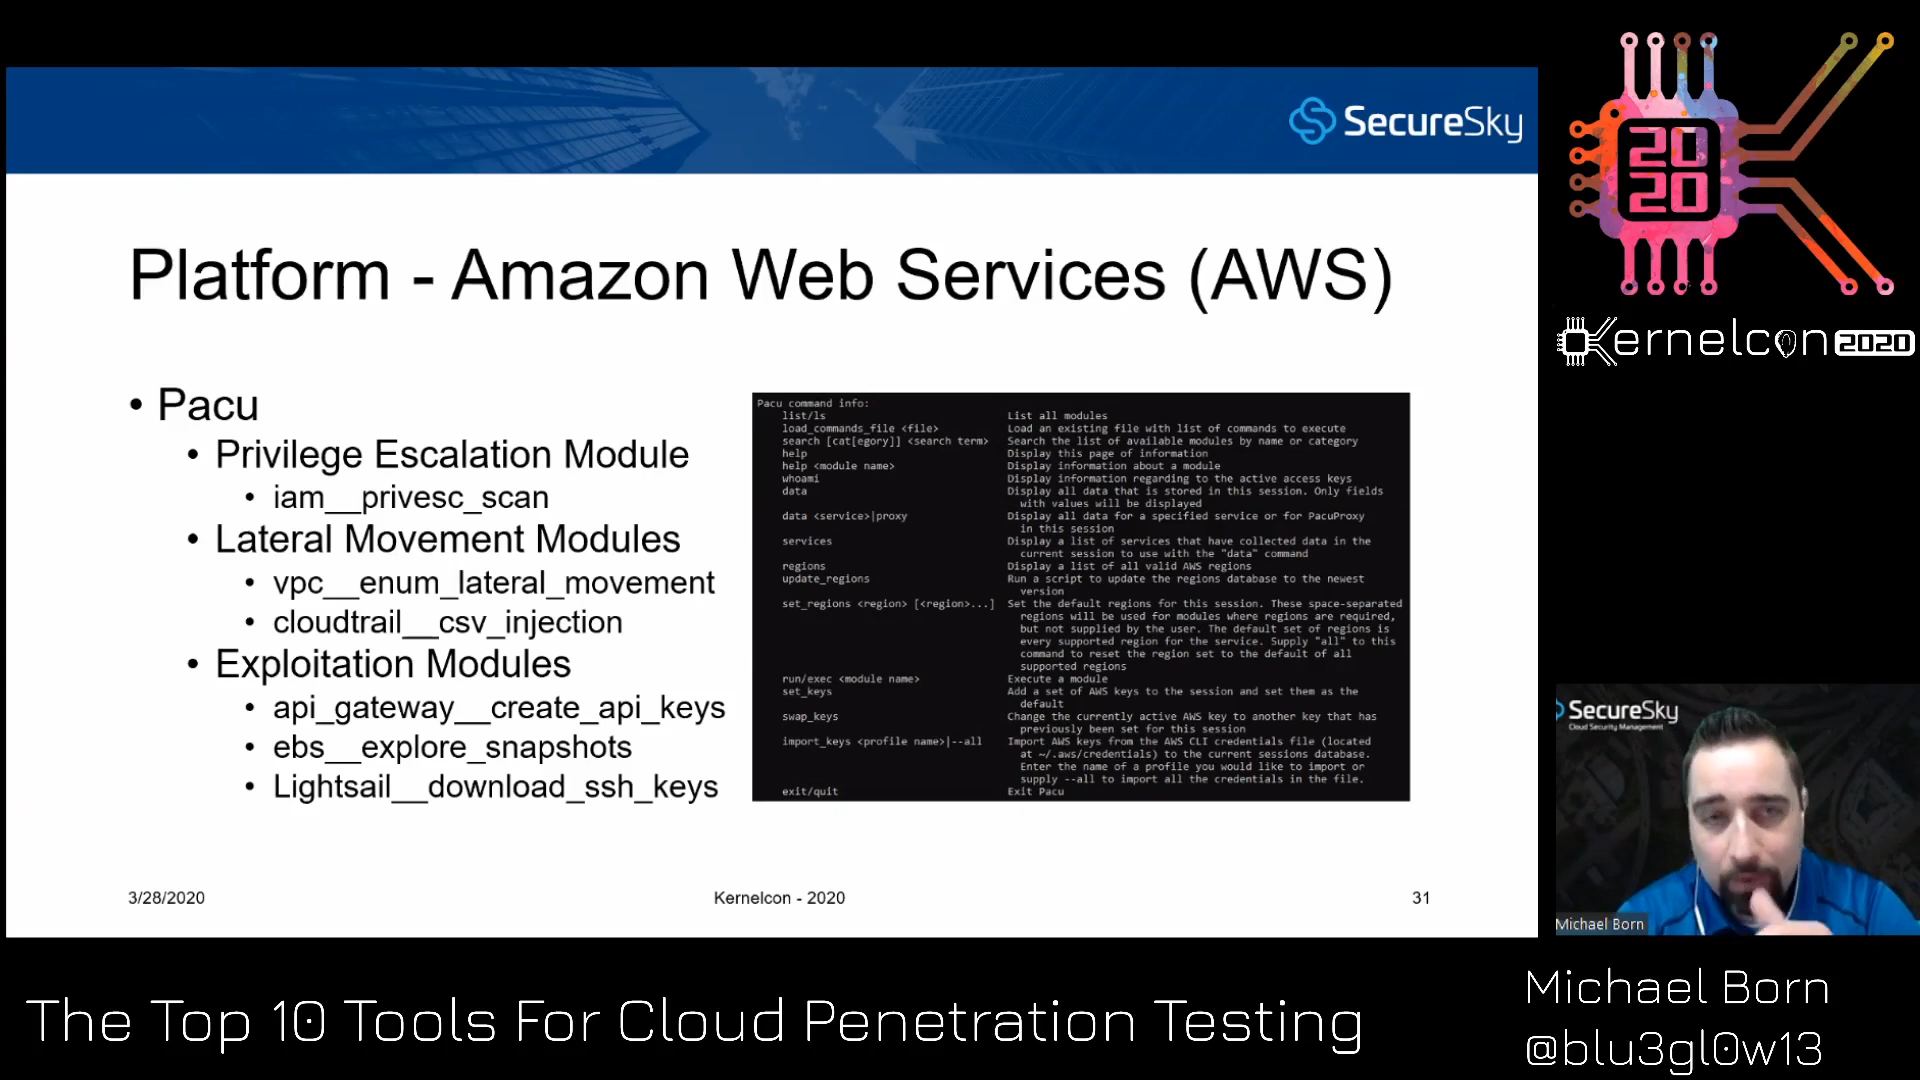 SecureSky
Platform - Amazon Web Services (AWS)
• Pacu
• Privilege Escalation Module
• iam__privesc_scan
• Lateral Movement Modules
• vpc__enum_lateral_movement
• cloudtrail__csv_injection
• Exploitation Modules
• api_gateway__create_api_keys
• ebs__explore_snapshots
• Lightsail__download_ssh_keys
Pacu command info:
list/ls List all modules
load_commands_file <file> Load an existing file with list of commands to execute
search [cat[egory]] <search term> Search the list of available modules by name or category
help Display this page of information
help <module name> Display information about a module
whoami Display information regarding to the active access keys
data Display all data that is stored in this session. Only fields
with values will be displayed
data <service>|proxy Display all data for a specified service or for PacuProxy
in this session
services Display a list of services that have collected data in the
current session to use with the "data" command
regions Display a list of all valid AWS regions
update_regions Run a script to update the regions database to the newest
version
set_regions <region> [<region>...] Set the default regions for this session. These space-separated
regions will be used for modules where regions are required,
but not supplied by the user. The default set of regions is
every supported region for the service. Supply "all" to this
command to reset the region set to the default of all
supported regions
run/exec <module name> Execute a module
set_keys Add a set of AWS keys to the session and set them as the
default
swap_keys Change the currently active AWS key to another key that has
previously been set for this session
import_keys <profile name>|--all Import AWS keys from the AWS CLI credentials file (located
at ~/.aws/credentials) to the current sessions database.
Enter the name of a profile you would like to import or
supply --all to import all the credentials in the file.
exit/quit Exit Pacu
3/28/2020
Kernelcon - 2020
31
20
20
Kernelcon 2020
SecureSky
Cloud Security Management
Michael Born
The Top 10 Tools For Cloud Penetration Testing
Michael Born
@blu3gl0w13